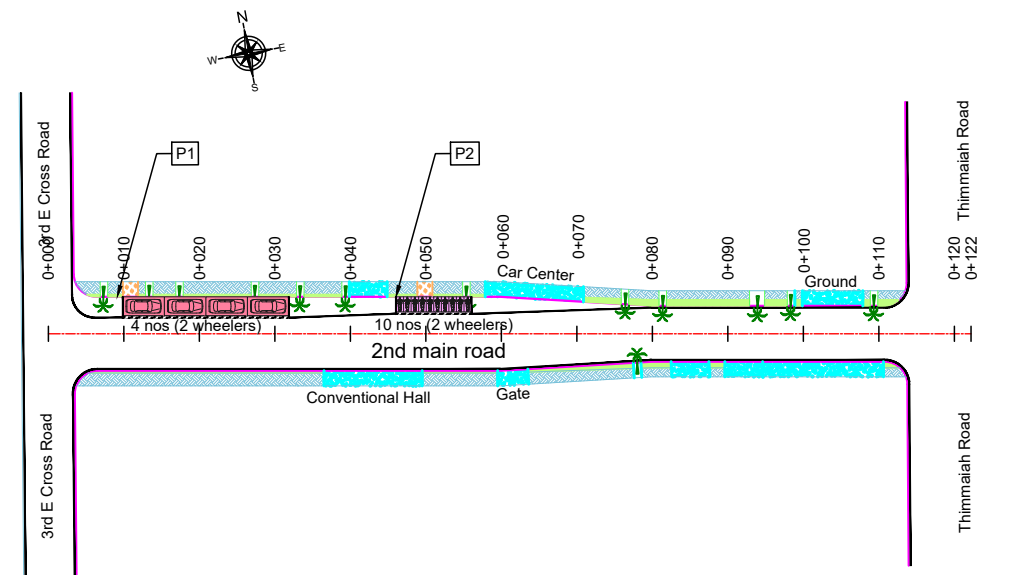 N
W
E
S
P1
P2
3rd E Cross Road
Thimmaiah Road
0+000
0+010
0+020
0+030
0+040
0+050
0+060
0+070
0+080
0+090
0+100
0+110
0+120
0+122
Car Center
Ground
4 nos (2 wheelers)
10 nos (2 wheelers)
2nd main road
Conventional Hall
Gate
3rd E Cross Road
Thimmaiah Road